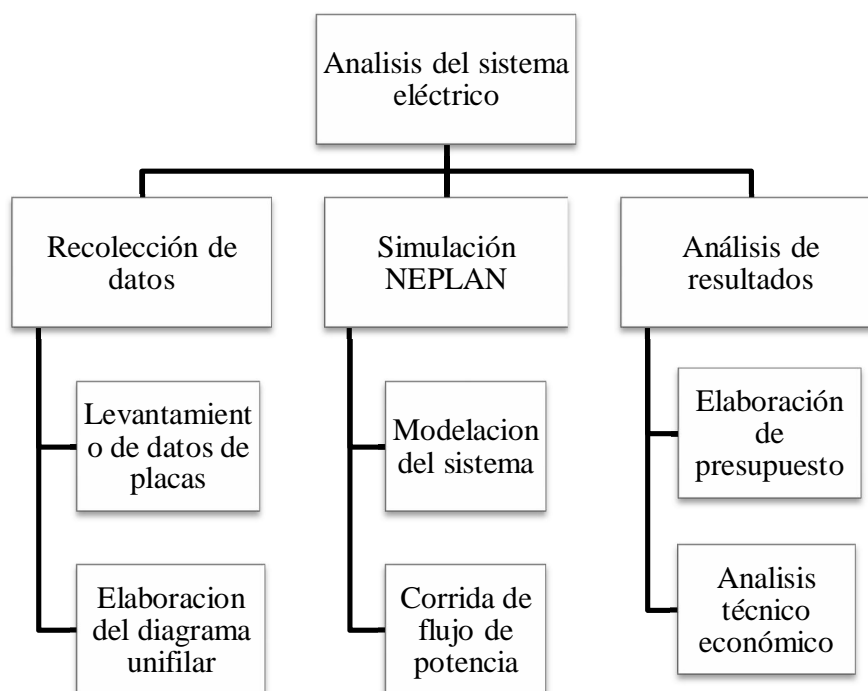 Analisis del sistema
eléctrico
Recolección de
datos
Simulación
NEPLAN
Análisis de
resultados
Levantamient
o de datos de
placas
Modelacion
del sistema
Elaboración
de
presupuesto
Elaboracion
del diagrama
unifilar
Corrida de
flujo de
potencia
Analisis
técnico
económico